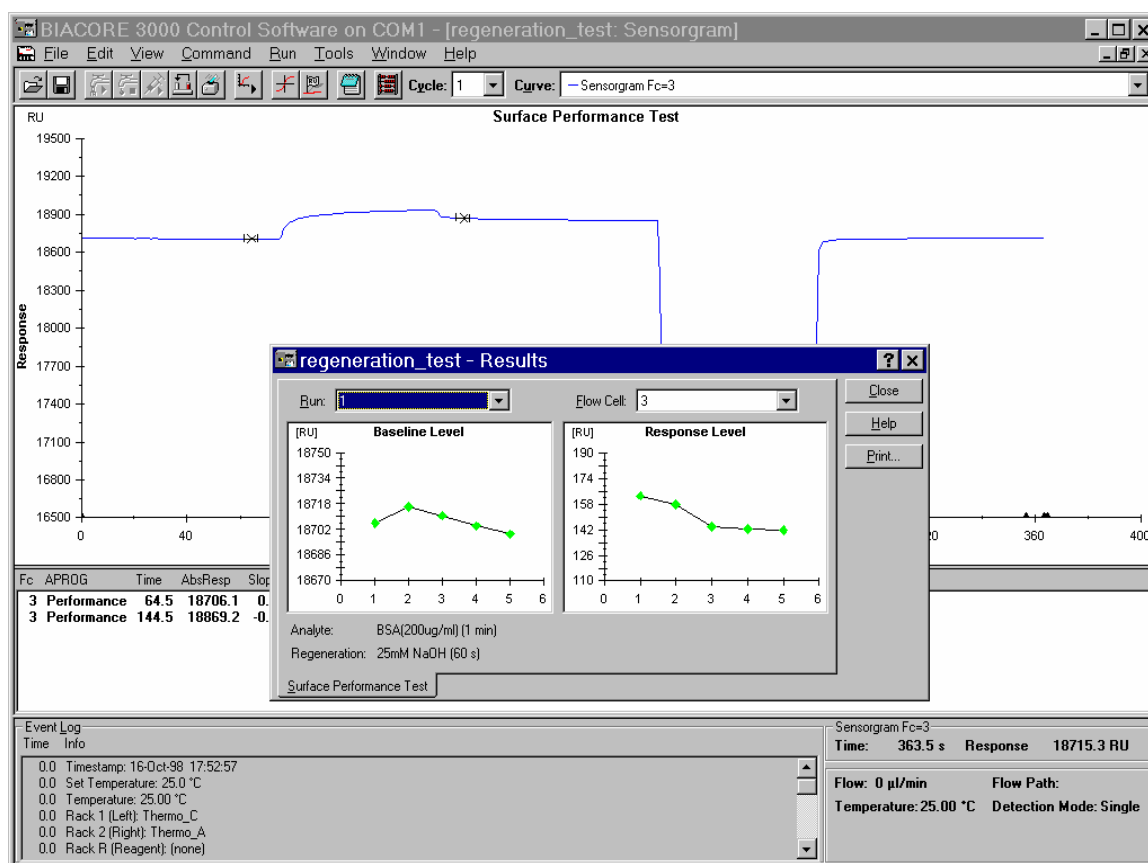 BIACORE 3000 Control Software on COM1 - [regeneration_test: Sensorgram]
File Edit View Command Run Tools Window Help
Cycle: 1 Curve: Sensorgram Fc=3
RU Surface Performance Test
19500
19200
18900
18600
18300
18000
17700
17400
17100
16800
16500
Response
0 40 20 360 400
regeneration_test - Results
Run: 1 Flow Cell: 3
Close
Help
Print...
[RU] Baseline Level
18750
18734
18718
18702
18686
18670
0 1 2 3 4 5 6
[RU] Response Level
190
174
158
142
126
110
0 1 2 3 4 5 6
Analyte: BSA(200ug/ml) (1 min)
Regeneration: 25mM NaOH (60 s)
Surface Performance Test
Fc APROG Time AbsResp Slop
3 Performance 64.5 18706.1 0.
3 Performance 144.5 18869.2 -0.
Event Log
Time Info
0.0 Timestamp: 16-Oct-98 17:52:57
0.0 Set Temperature: 25.0 °C
0.0 Temperature: 25.00 °C
0.0 Rack 1 (Left): Thermo_C
0.0 Rack 2 (Right): Thermo_A
0.0 Rack R (Reagent): (none)
Sensorgram Fc=3
Time: 363.5 s Response 18715.3 RU
Flow: 0 µl/min Flow Path:
Temperature: 25.00 °C Detection Mode: Single